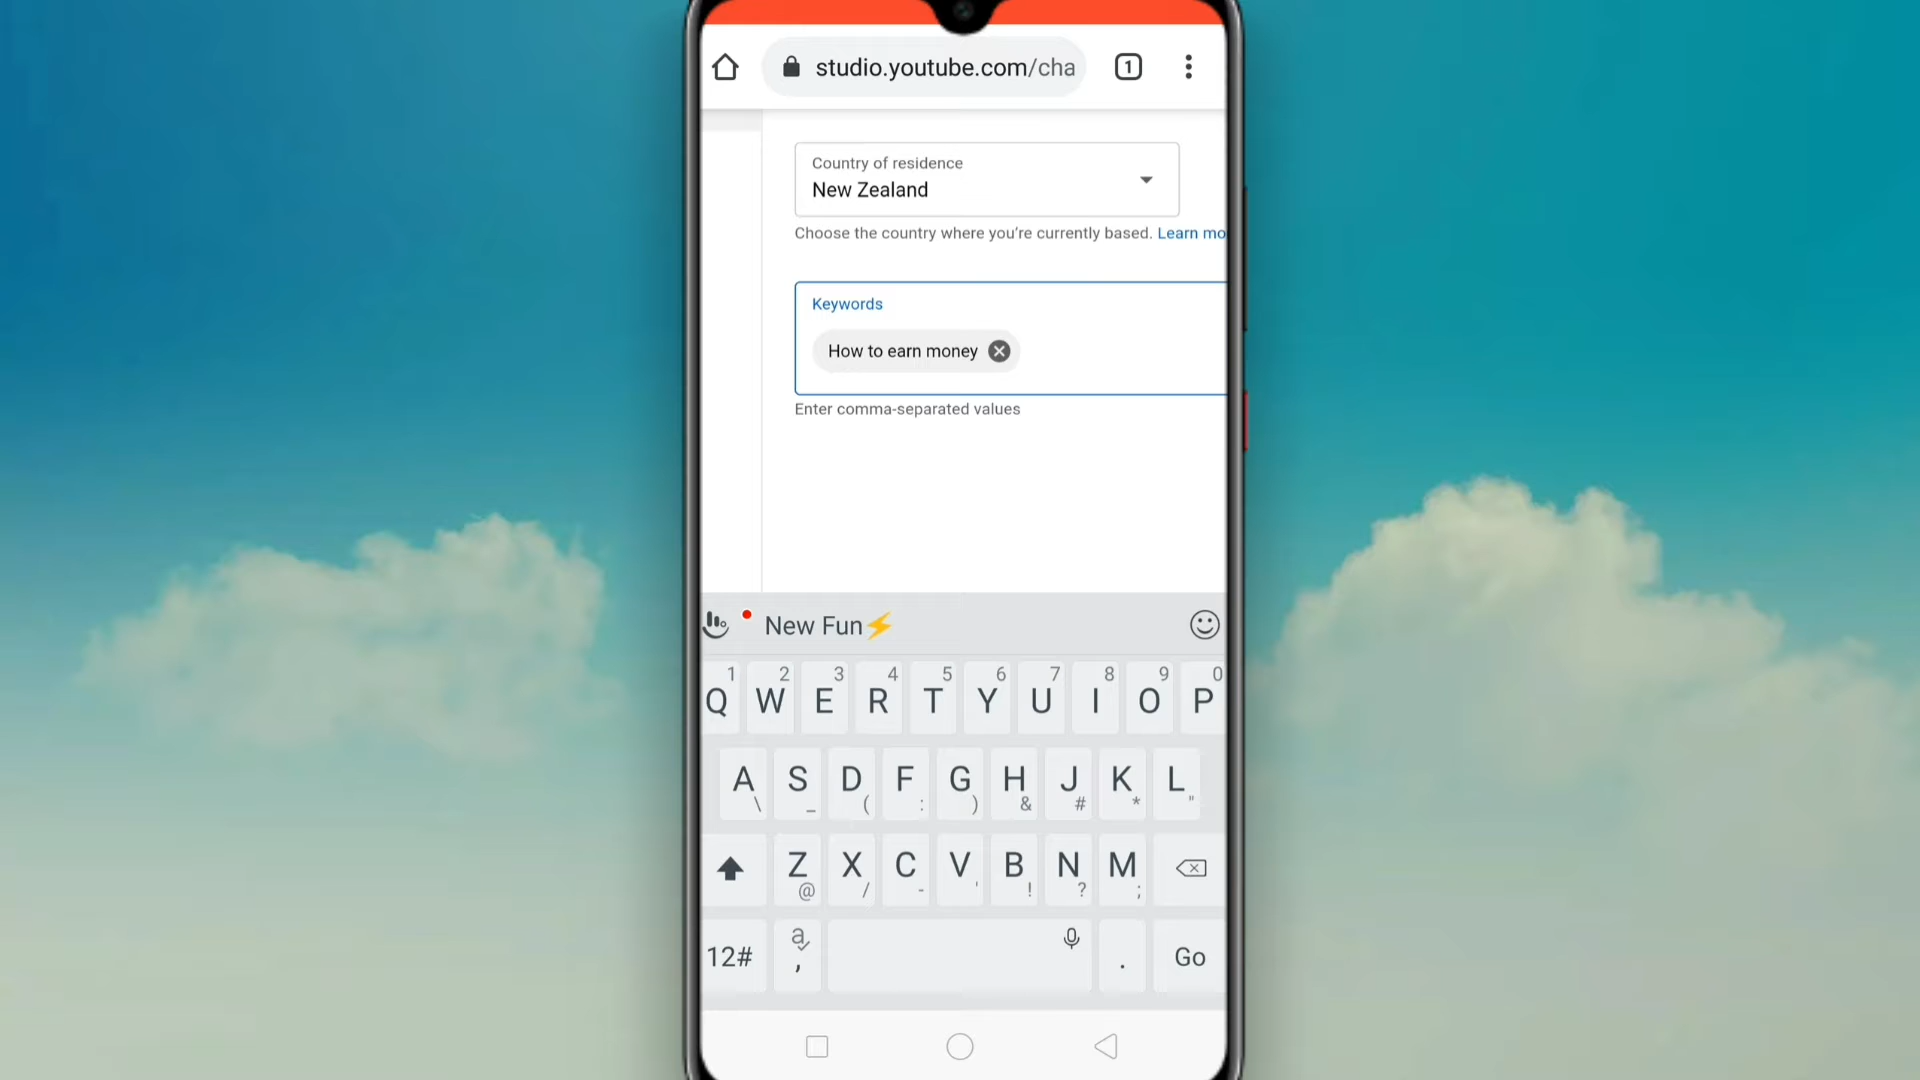 studio.youtube.com/cha
1
Country of residence
New Zealand
Choose the country where you're currently based. Learn mo
Keywords
How to earn money
Enter comma-separated values
New Fun⚡
1 2 3 4 5 6 7 8 9 0
Q W E R T Y U I O P
A S D F G H J K L
\ _ ( : ) & # * "
Z X C V B N M
@ / - ' ! ? ;
12# a , . Go